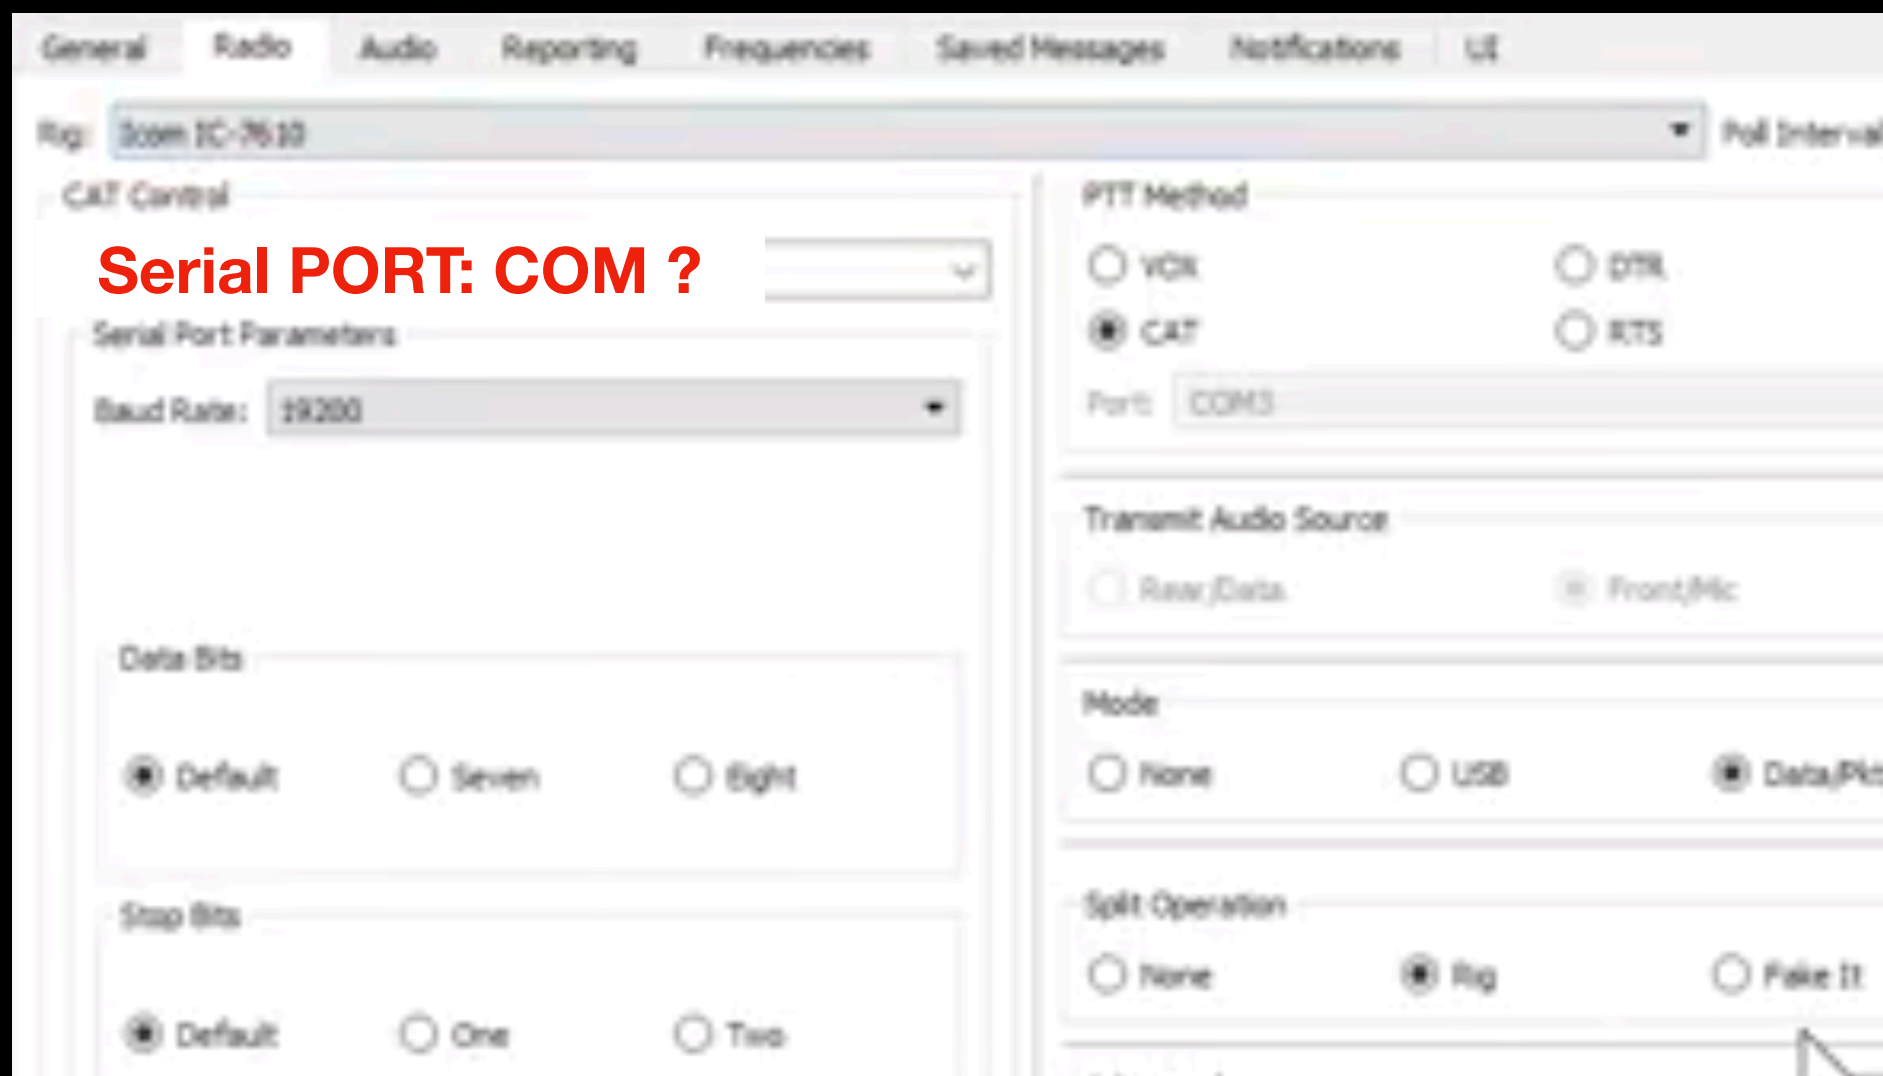 General Radio Audio Reporting Frequencies Saved Messages Notifications UI
Rig: Icom IC-7610 Poll Interval
CAT Control
Serial PORT: COM ?
Serial Port Parameters
Baud Rate: 19200
Data Bits
Default Seven Eight
Stop Bits
Default One Two
PTT Method
VOX DTR
CAT RTS
Port: COM3
Transmit Audio Source
Rear/Data Front/Mic
Mode
None USB Data/Pkt
Split Operation
None Rig Fake It